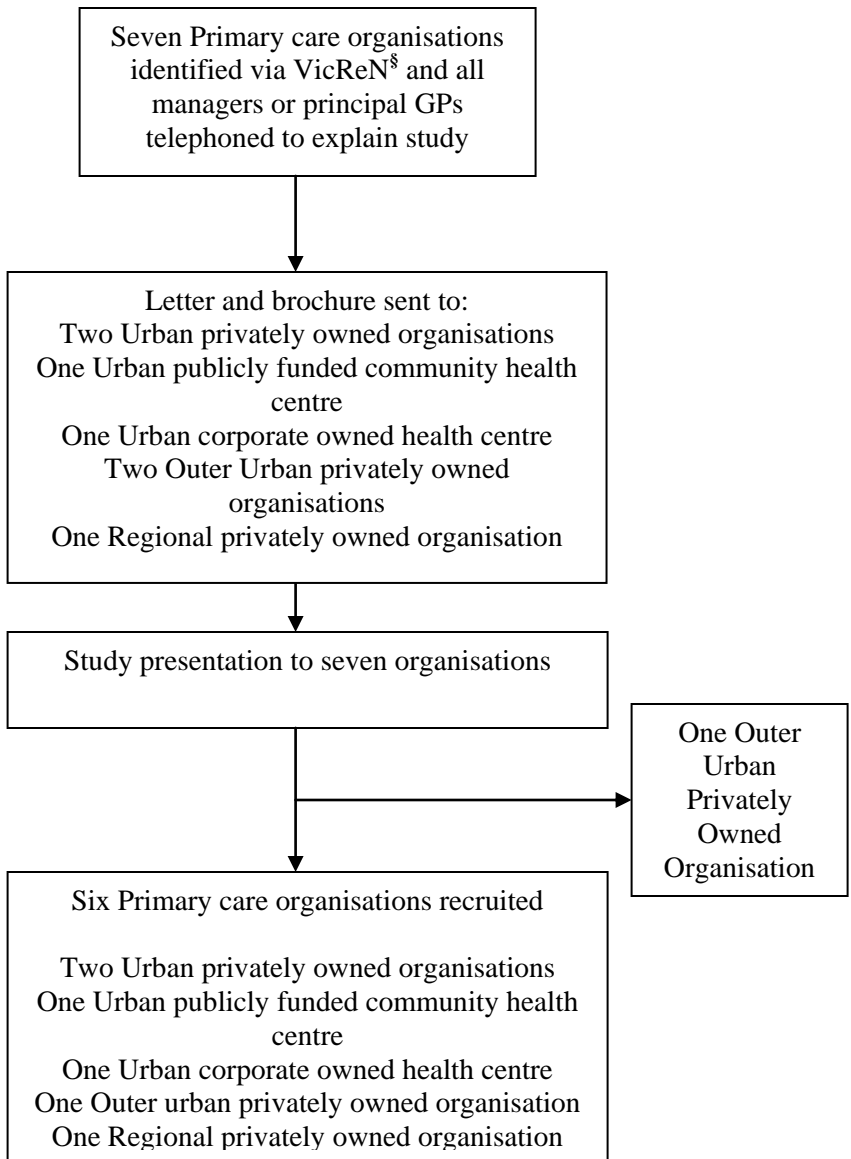 Seven Primary care organisations
identified via VicReN§ and all
managers or principal GPs
telephoned to explain study
Letter and brochure sent to:
Two Urban privately owned organisations
One Urban publicly funded community health
centre
One Urban corporate owned health centre
Two Outer Urban privately owned
organisations
One Regional privately owned organisation
Study presentation to seven organisations
One Outer
Urban
Privately
Owned
Organisation
Six Primary care organisations recruited
Two Urban privately owned organisations
One Urban publicly funded community health
centre
One Urban corporate owned health centre
One Outer urban privately owned organisation
One Regional privately owned organisation